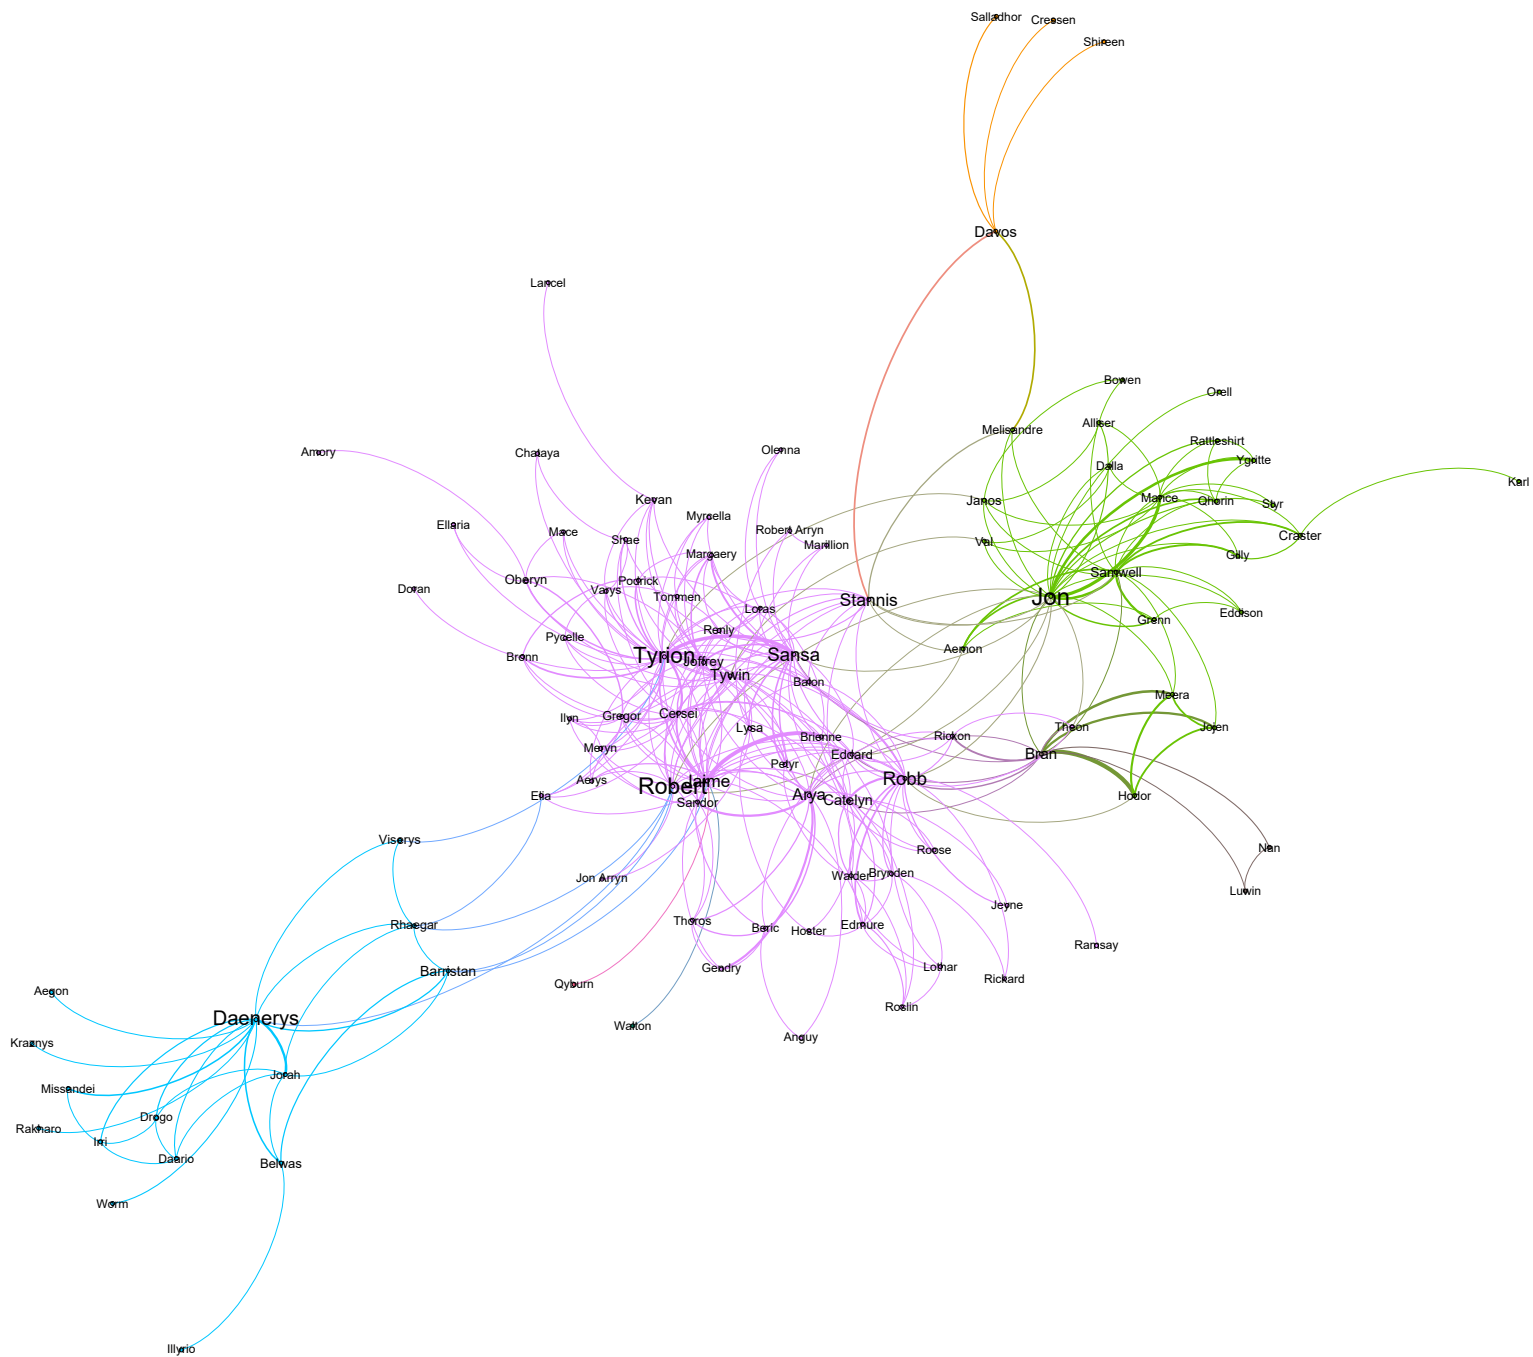 Salladhor
Cressen
Shireen
Davos
Lancel
Bowen
Orell
Alliser
Melisandre
Rattleshirt
Ygritte
Dalla
Amory
Chataya
Olenna
Karl
Kevan
Janos
Mance
Qhorin
Styr
Myrcella
Ellaria
Mace
Shae
Robert Arryn
Marillion
Val
Craster
Gilly
Margaery
Samwell
Doran
Oberyn
Varys
Podrick
Tommen
Stannis
Jon
Loras
Eddison
Grenn
Pycelle
Renly
Aemon
Bronn
Tyrion
Joffrey
Sansa
Tywin
Balon
Meera
Ilyn
Gregor
Cersei
Lysa
Theon
Jojen
Brienne
Rickon
Meryn
Eddard
Bran
Petyr
Aerys
Robert
Jaime
Robb
Elia
Sandor
Arya
Catelyn
Hodor
Viserys
Roose
Nan
Jon Arryn
Walder
Brynden
Luwin
Jeyne
Rhaegar
Thoros
Beric
Hoster
Edmure
Ramsay
Barristan
Gendry
Lothar
Rickard
Qyburn
Aegon
Roslin
Daenerys
Walton
Anguy
Kraznys
Jorah
Missandei
Drogo
Rakharo
Irri
Daario
Belwas
Worm
Illyrio